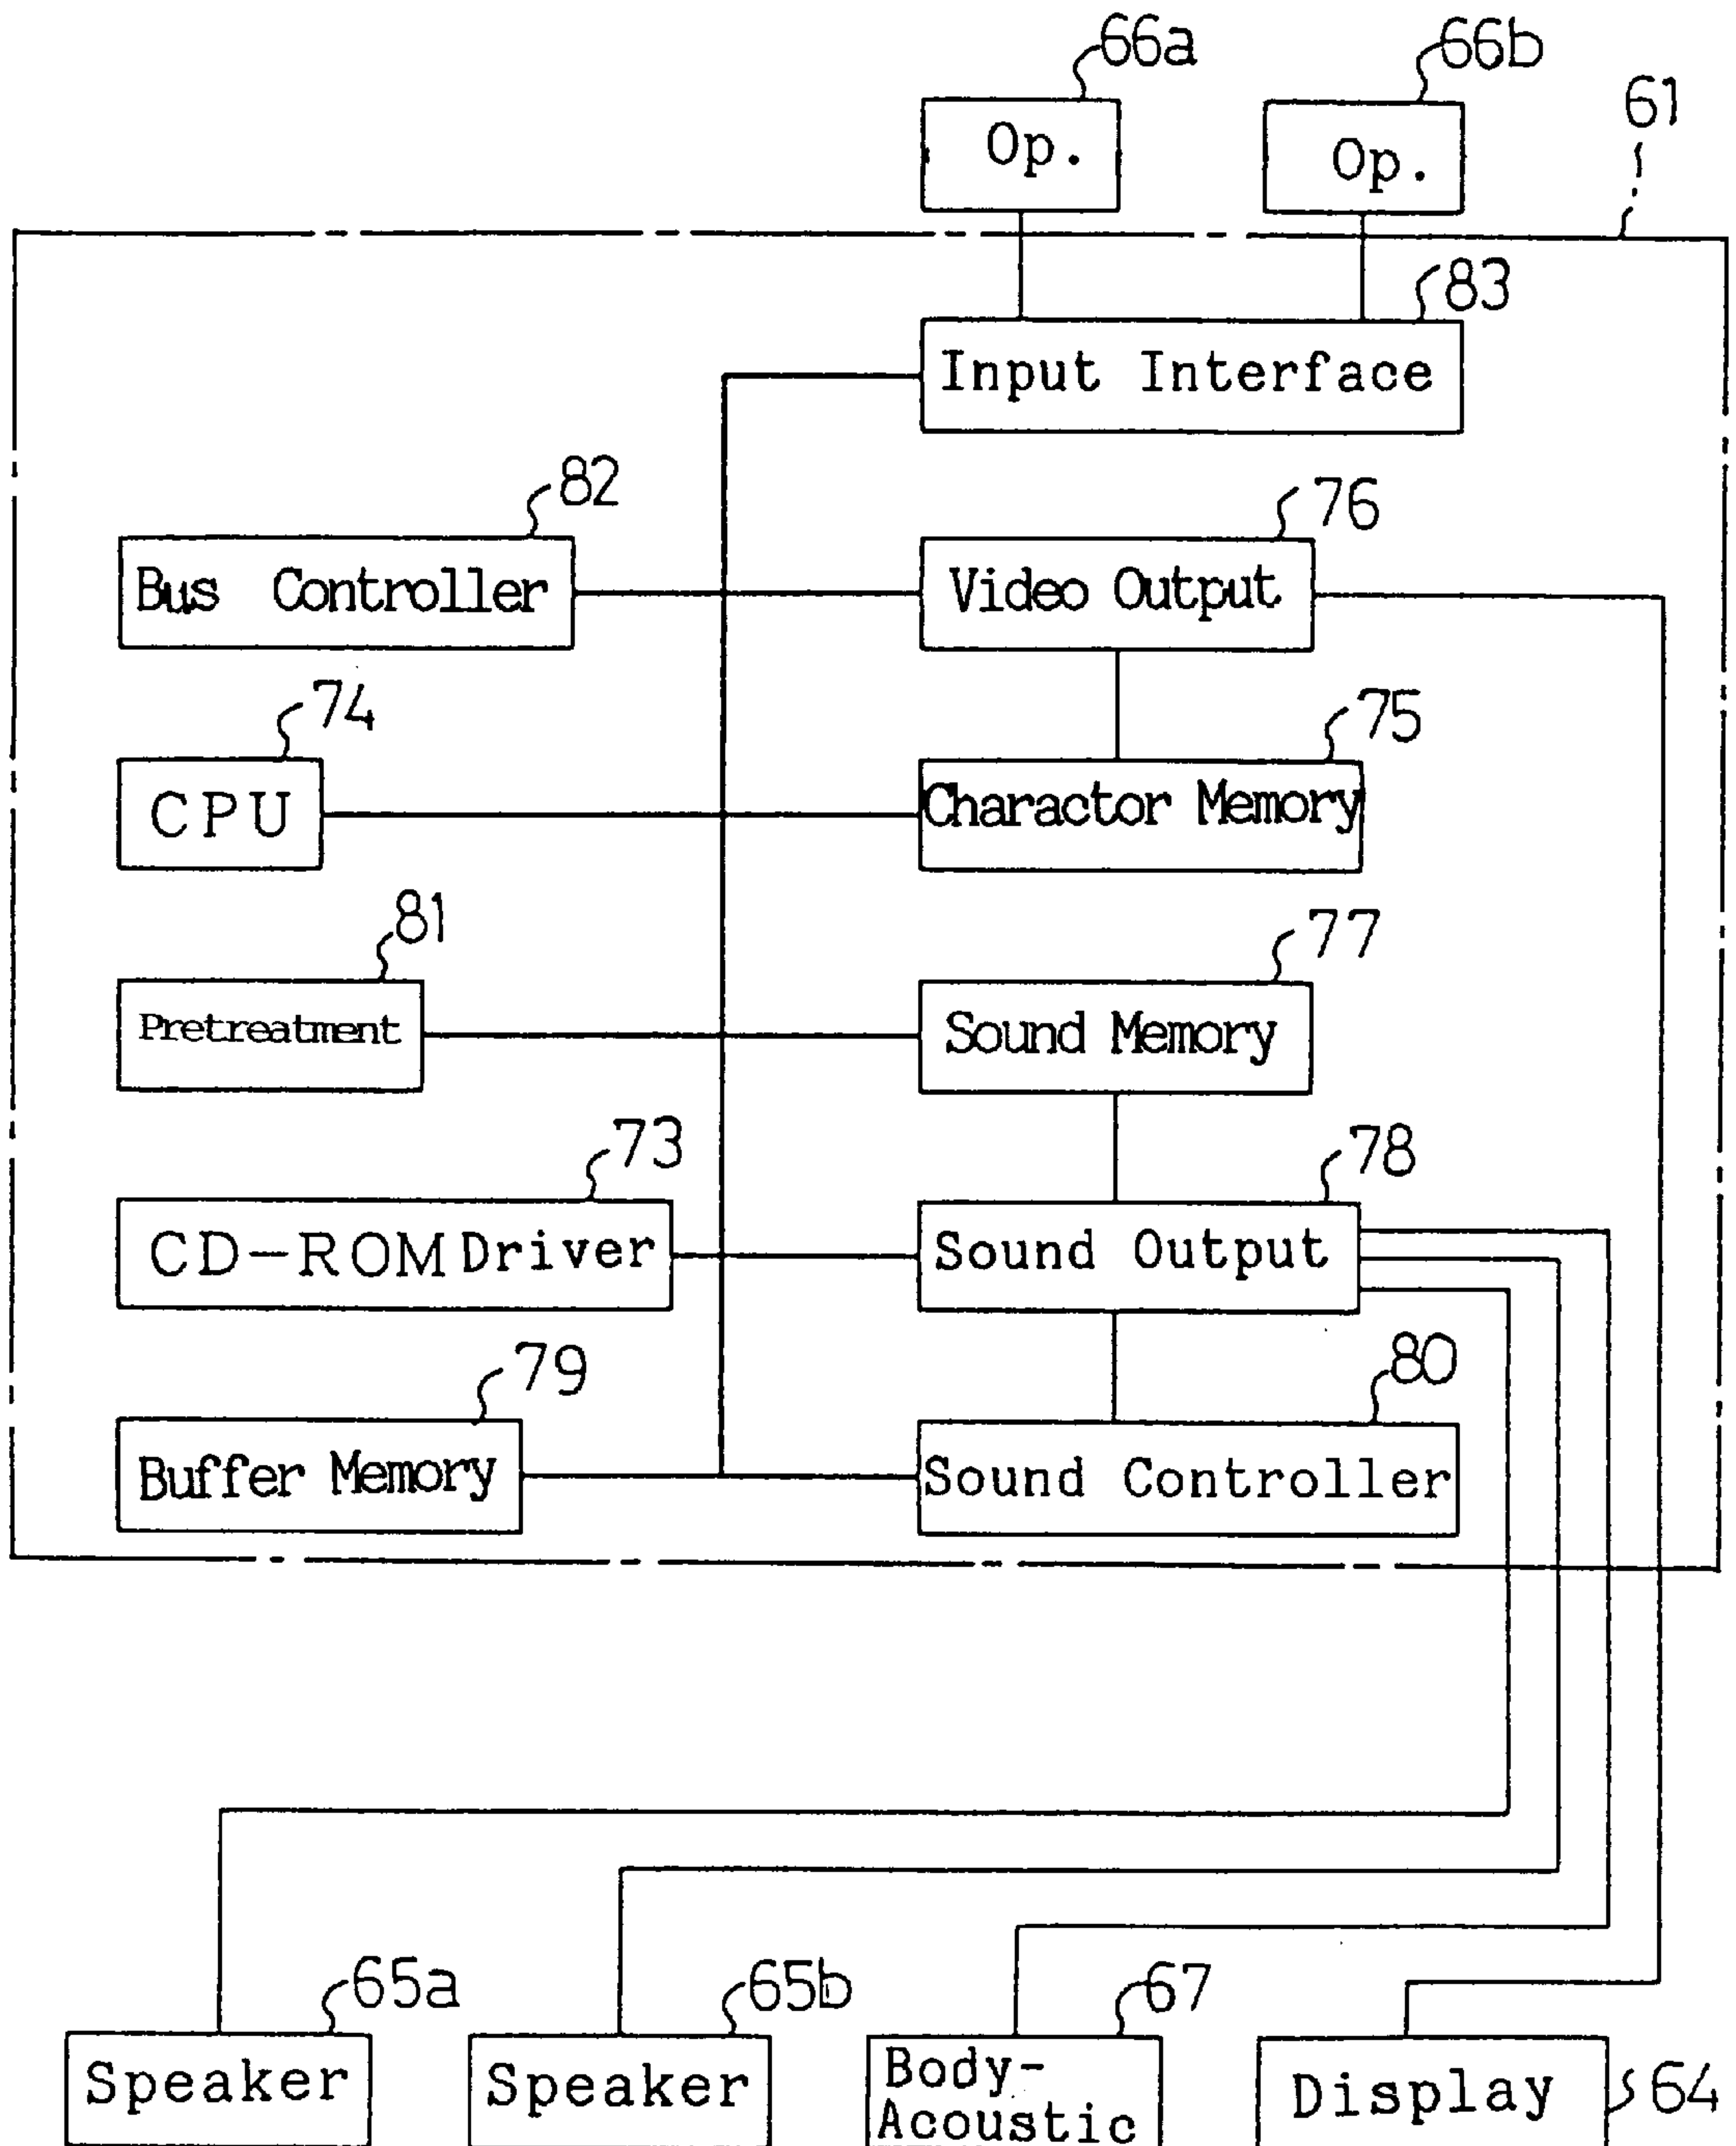 66a
66b
61
Op.
Op.
83
Input Interface
82
76
Bus Controller
Video Output
74
75
CPU
Charactor Memory
81
77
Pretreatment
Sound Memory
73
78
CD-ROM Driver
Sound Output
79
80
Buffer Memory
Sound Controller
65a
65b
67
Speaker
Speaker
Body-
Acoustic
Display
64